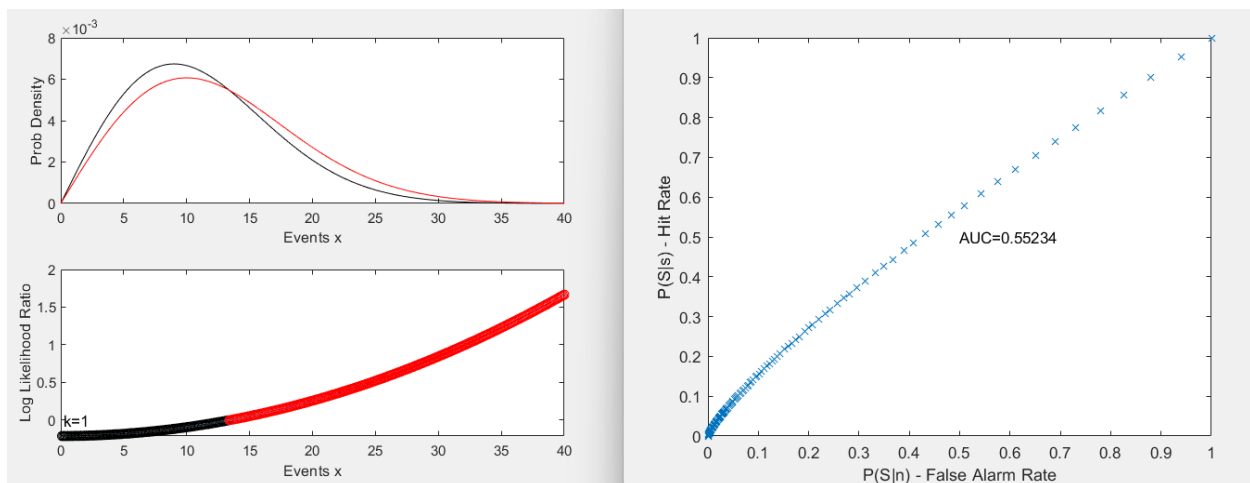 ×10^-3
8
6
4
2
0
Prob Density
0 5 10 15 20 25 30 35 40
Events x
2
1.5
1
0.5
0
Log Likelihood Ratio
k=1
0 5 10 15 20 25 30 35 40
Events x
1
0.9
0.8
0.7
0.6
0.5
0.4
0.3
0.2
0.1
0
P(S|s) - Hit Rate
AUC=0.55234
0 0.1 0.2 0.3 0.4 0.5 0.6 0.7 0.8 0.9 1
P(S|n) - False Alarm Rate